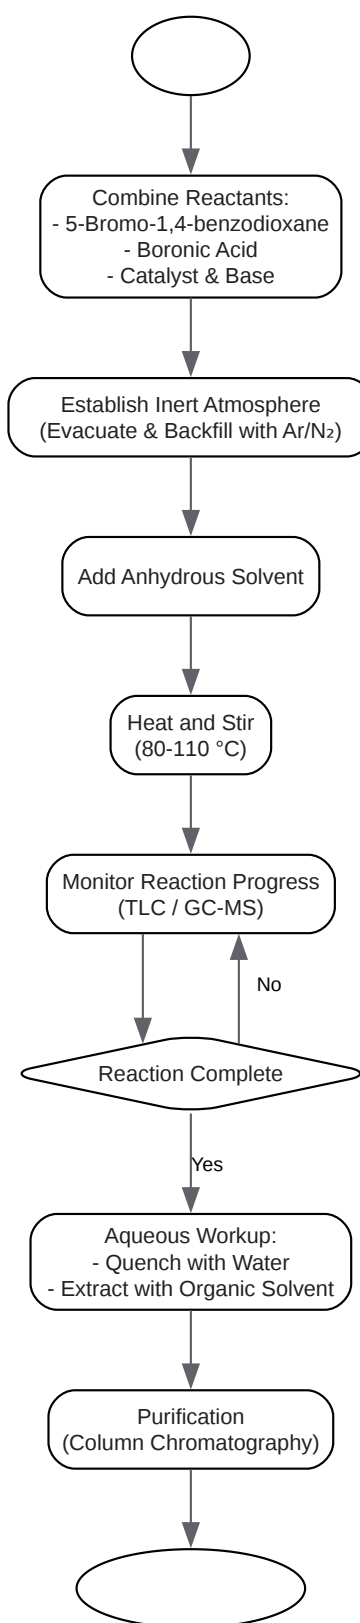 Combine Reactants:
- 5-Bromo-1,4-benzodioxane
- Boronic Acid
- Catalyst & Base
Establish Inert Atmosphere
(Evacuate & Backfill with Ar/N₂)
Add Anhydrous Solvent
Heat and Stir
(80-110 °C)
Monitor Reaction Progress
(TLC / GC-MS)
No
Reaction Complete
Yes
Aqueous Workup:
- Quench with Water
- Extract with Organic Solvent
Purification
(Column Chromatography)